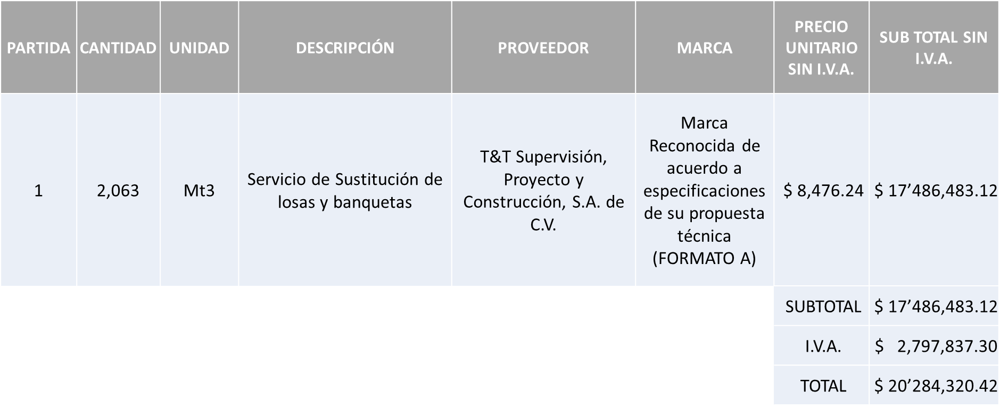 PARTIDA
CANTIDAD
UNIDAD
DESCRIPCIÓN
PROVEEDOR
MARCA
PRECIO
UNITARIO
SIN I.V.A.
SUB TOTAL SIN
I.V.A.
1
2,063
Mt3
Servicio de Sustitución de
losas y banquetas
T&T Supervisión,
Proyecto y
Construcción, S.A. de
C.V.
Marca
Reconocida de
acuerdo a
especificaciones
de su propuesta
técnica
(FORMATO A)
$ 8,476.24
$ 17’486,483.12
SUBTOTAL
$ 17’486,483.12
I.V.A.
$ 2,797,837.30
TOTAL
$ 20’284,320.42